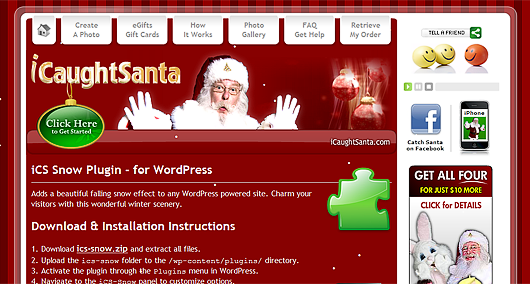 Create
A Photo
eGifts
Gift Cards
How
It Works
Photo
Gallery
FAQ
Get Help
Retrieve
My Order
TELL A FRIEND
iCaughtSanta
Click Here
to Get Started
iCaughtSanta.com
iPhone
Catch Santa
on Facebook
iCS Snow Plugin - for WordPress
Adds a beautiful falling snow effect to any WordPress powered site. Charm your
visitors with this wonderful winter scenery.
Download & Installation Instructions
1. Download ics-snow.zip and extract all files.
2. Upload the ics-snow folder to the /wp-content/plugins/ directory.
3. Activate the plugin through the Plugins menu in WordPress.
4. Navigate to the iCS-Snow panel to customize options.
GET ALL FOUR
FOR JUST $10 MORE
CLICK for DETAILS